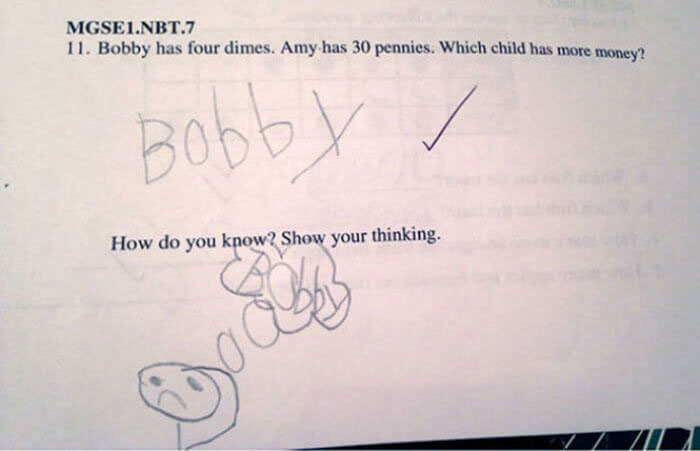 MGSE1.NBT.7
11. Bobby has four dimes. Amy has 30 pennies. Which child has more money?
Bobby
How do you know? Show your thinking.
Bobby